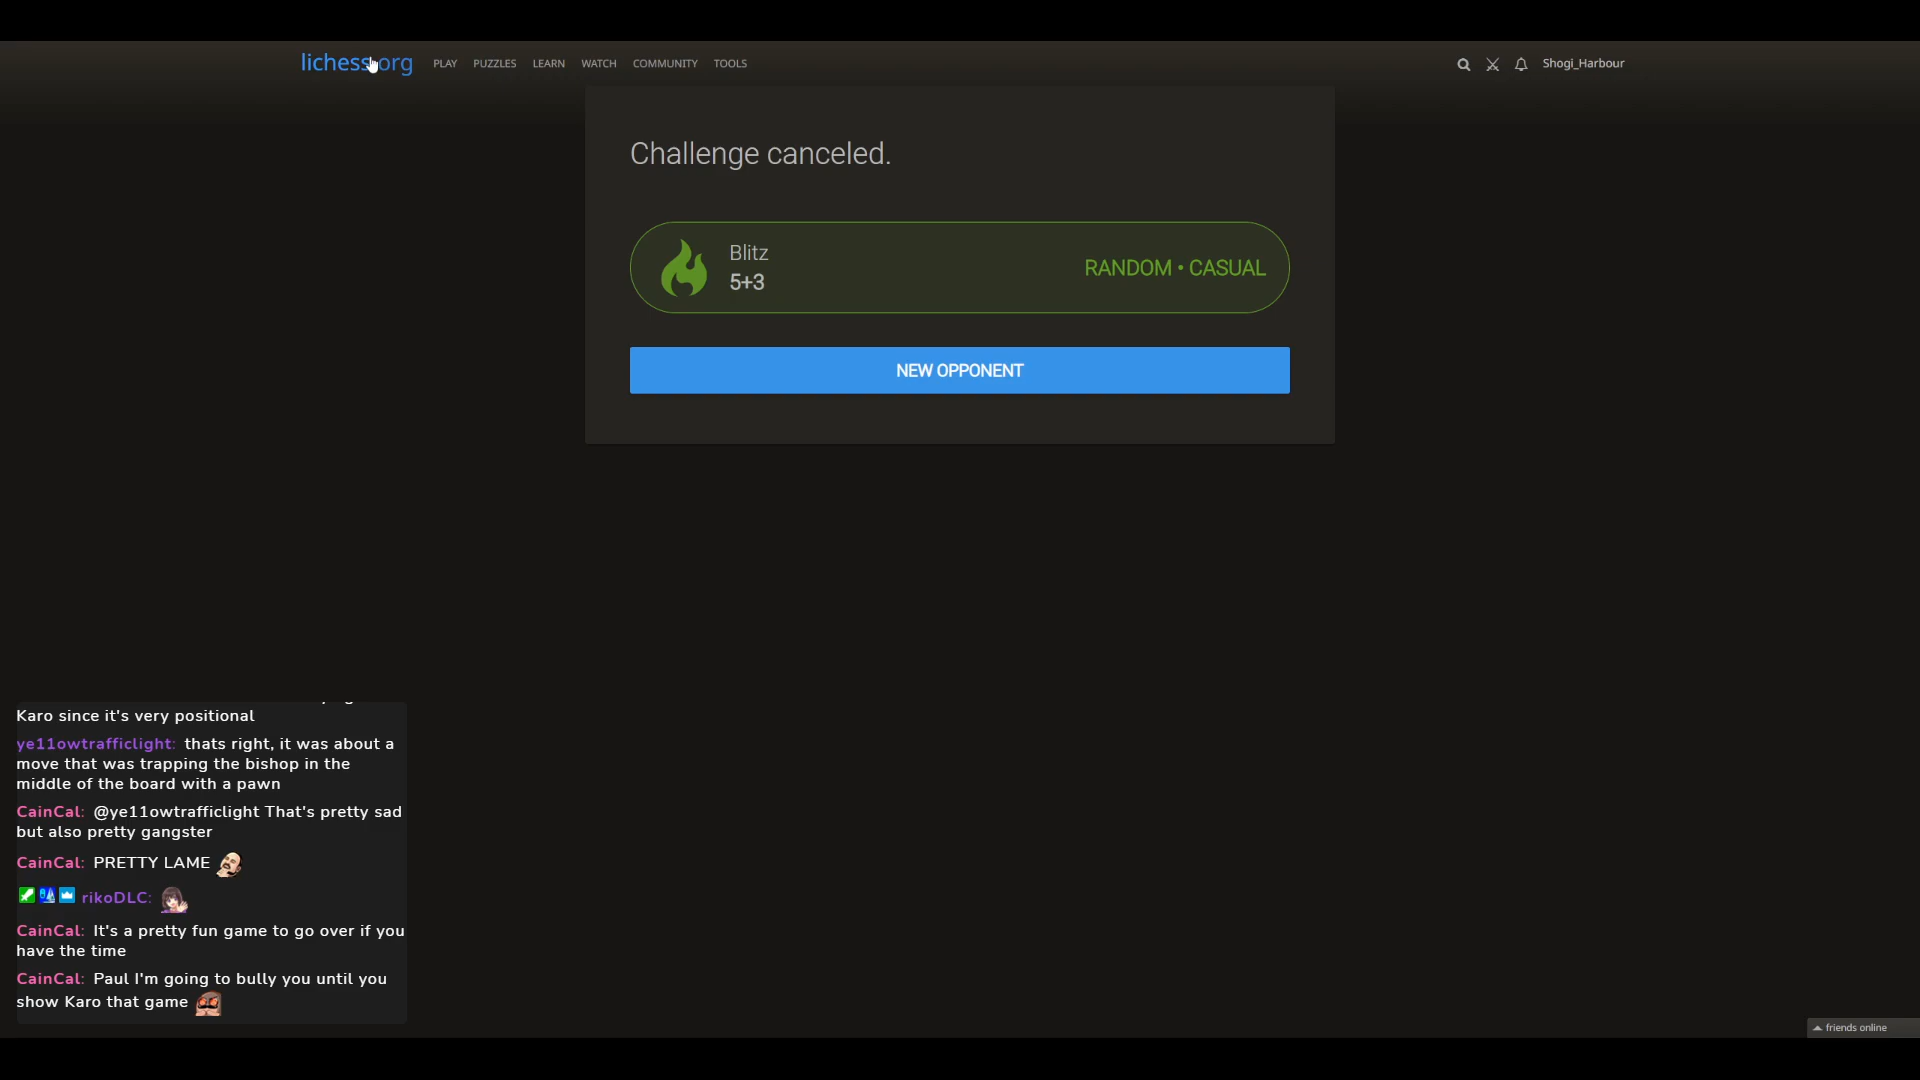 lichess.org PLAY PUZZLES LEARN WATCH COMMUNITY TOOLS Shogi_Harbour
Challenge canceled.
Blitz
5+3
RANDOM • CASUAL
NEW OPPONENT
Karo since it's very positional
ye11owtrafficlight: thats right, it was about a
move that was trapping the bishop in the
middle of the board with a pawn
CainCal: @ye11owtrafficlight That's pretty sad
but also pretty gangster
CainCal: PRETTY LAME
rikoDLC:
CainCal: It's a pretty fun game to go over if you
have the time
CainCal: Paul I'm going to bully you until you
show Karo that game
friends online